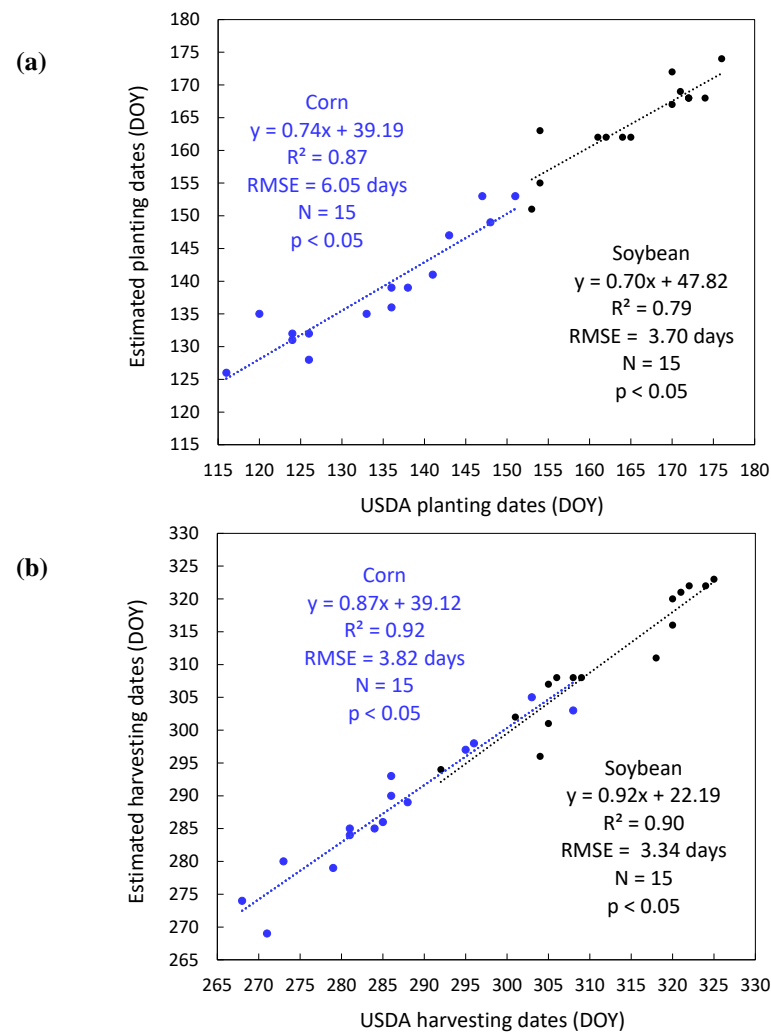 (a)
180
175
170
165
160
155
150
145
140
135
130
125
120
115
Estimated planting dates (DOY)
Corn
y = 0.74x + 39.19
R² = 0.87
RMSE = 6.05 days
N = 15
p < 0.05
Soybean
y = 0.70x + 47.82
R² = 0.79
RMSE = 3.70 days
N = 15
p < 0.05
115 120 125 130 135 140 145 150 155 160 165 170 175 180
USDA planting dates (DOY)
(b)
330
325
320
315
310
305
300
295
290
285
280
275
270
265
Estimated harvesting dates (DOY)
Corn
y = 0.87x + 39.12
R² = 0.92
RMSE = 3.82 days
N = 15
p < 0.05
Soybean
y = 0.92x + 22.19
R² = 0.90
RMSE = 3.34 days
N = 15
p < 0.05
265 270 275 280 285 290 295 300 305 310 315 320 325 330
USDA harvesting dates (DOY)